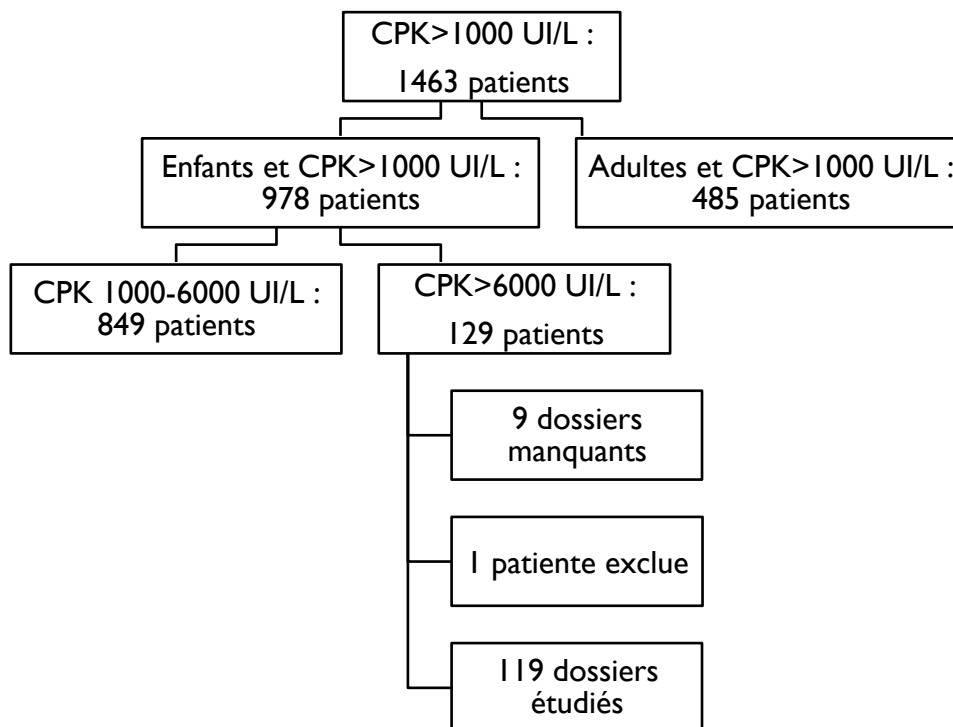 CPK>1000 UI/L :
1463 patients
Enfants et CPK>1000 UI/L :
978 patients
Adultes et CPK>1000 UI/L :
485 patients
CPK 1000-6000 UI/L :
849 patients
CPK>6000 UI/L :
129 patients
9 dossiers
manquants
1 patiente exclue
119 dossiers
étudiés